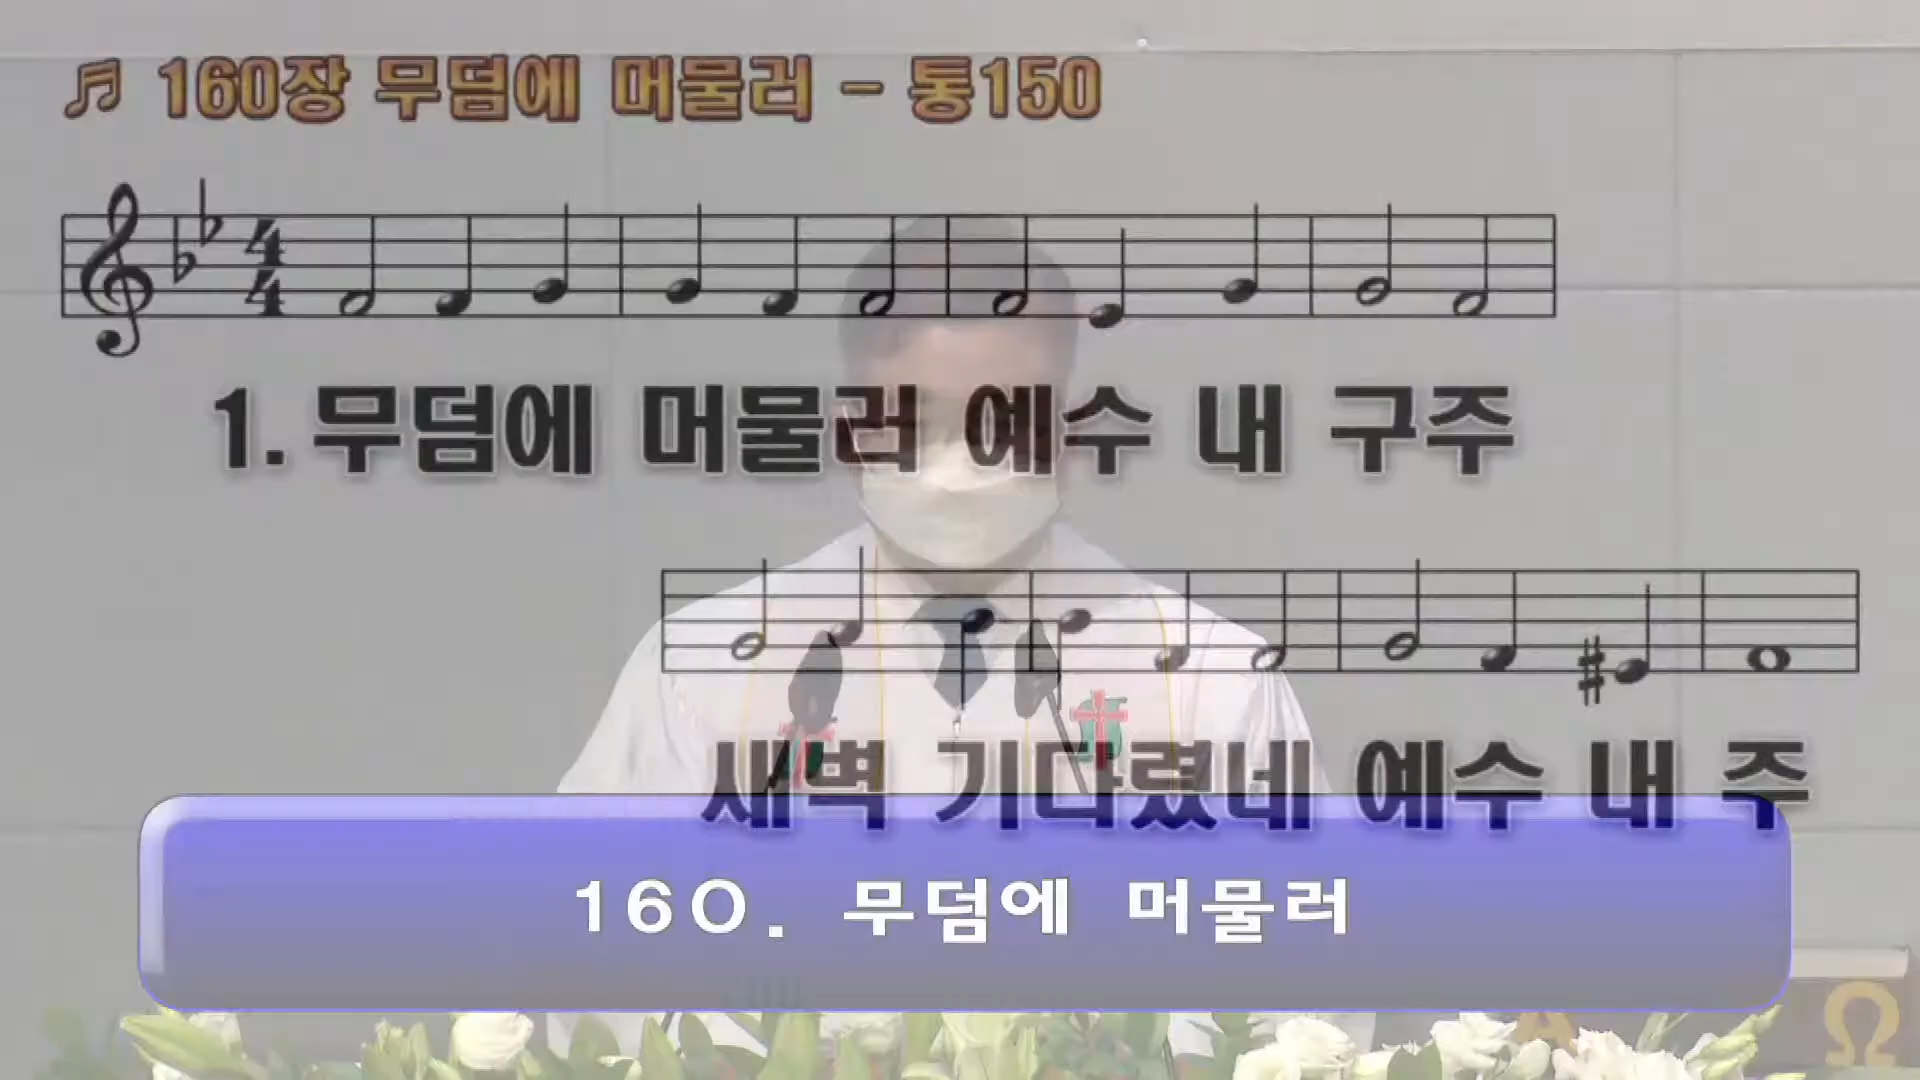 160장 무덤에 머물러 - 통150
4
4
1. 무덤에 머물러 예수 내 구주
새벽 기다렸네 예수 내 주
160. 무덤에 머물러
Ω